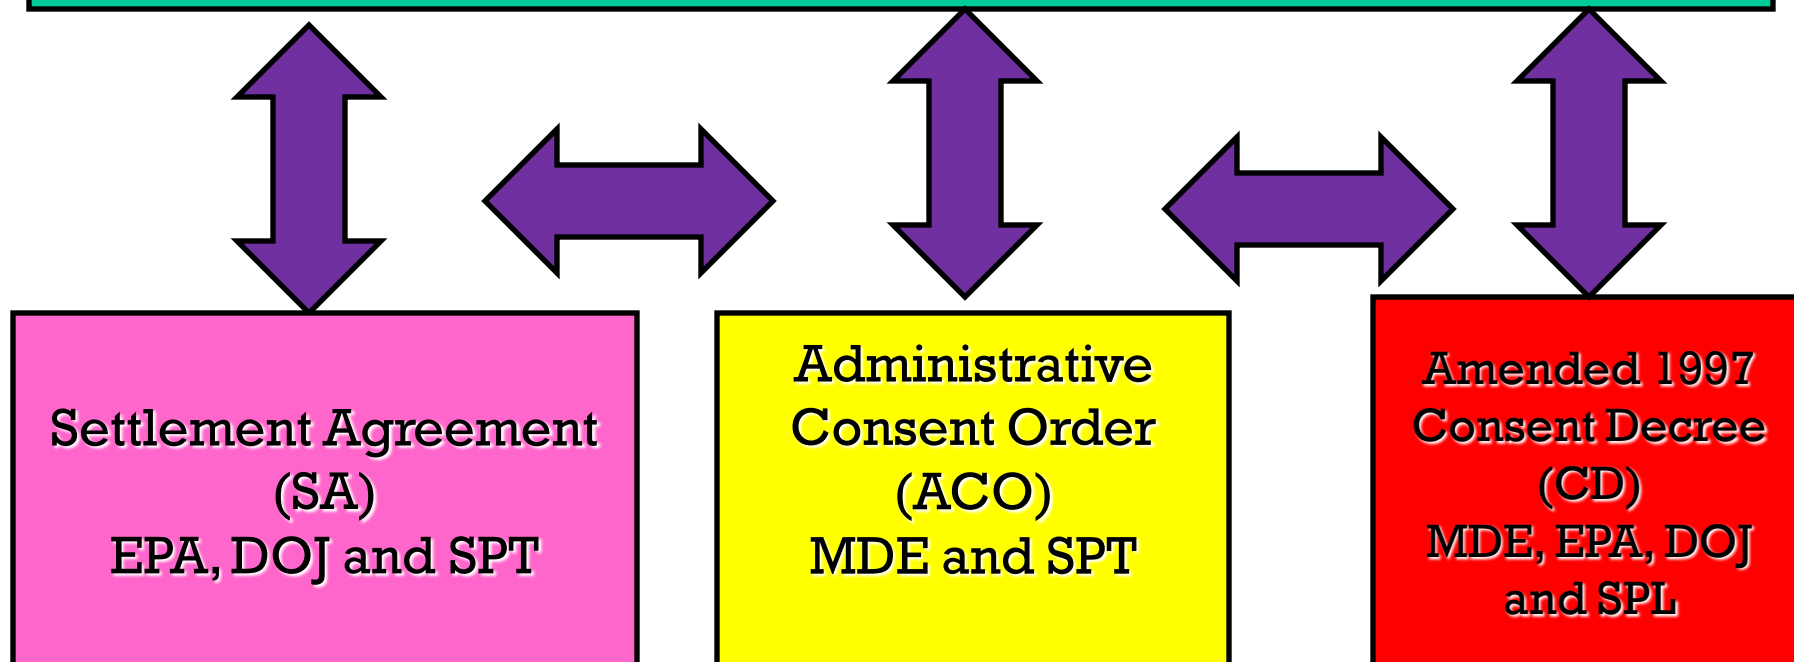 Settlement Agreement
(SA)
EPA, DOJ and SPT
Administrative
Consent Order
(ACO)
MDE and SPT
Amended 1997
Consent Decree
(CD)
MDE, EPA, DOJ
and SPL